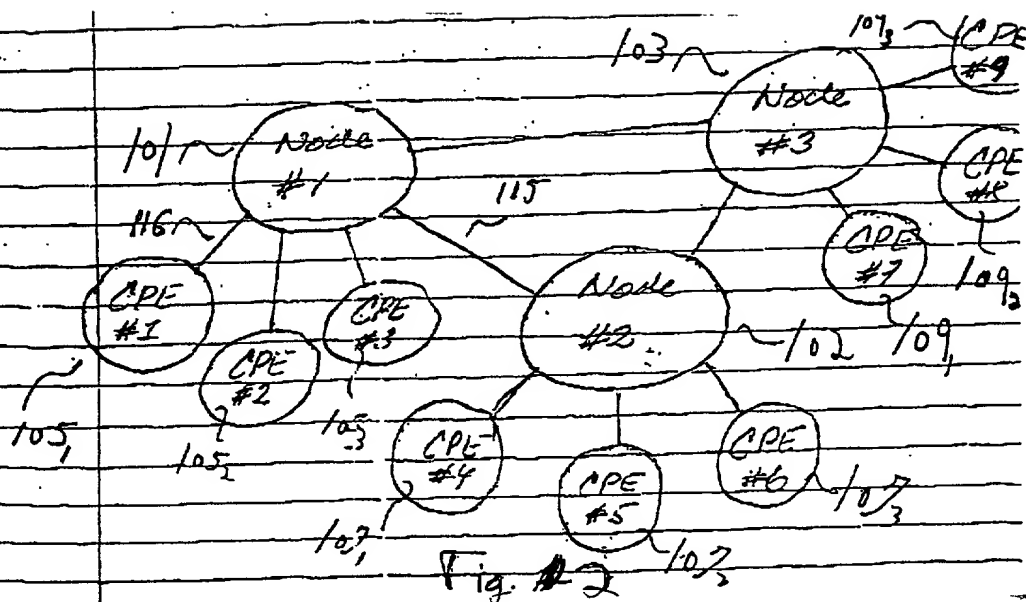 103
107₃
CPE #9
Node #3
Node #1
101
CPE #8
115
116
CPE #7
109₂
CPE #1
CPE #3
Node #2
102
109₁
CPE #2
105₁
105₂
105₃
CPE #4
CPE #5
CPE #6
107₃
107₁
107₂
Fig. #2